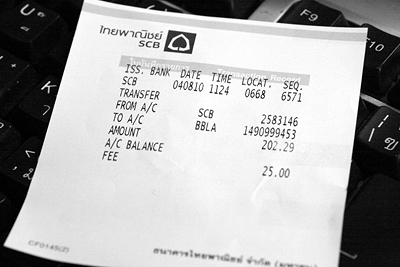 F9
F10
ไทยพาณิชย์
SCB
ISS. BANK DATE TIME LOCAT. SEQ.
SCB 040810 1124 0668 6571
TRANSFER
FROM A/C SCB 2583146
TO A/C BBLA 1490999453
AMOUNT 202.29
A/C BALANCE
FEE 25.00
CF0145(2)
ธนาคารไทยพาณิชย์ จำกัด (มหาชน)